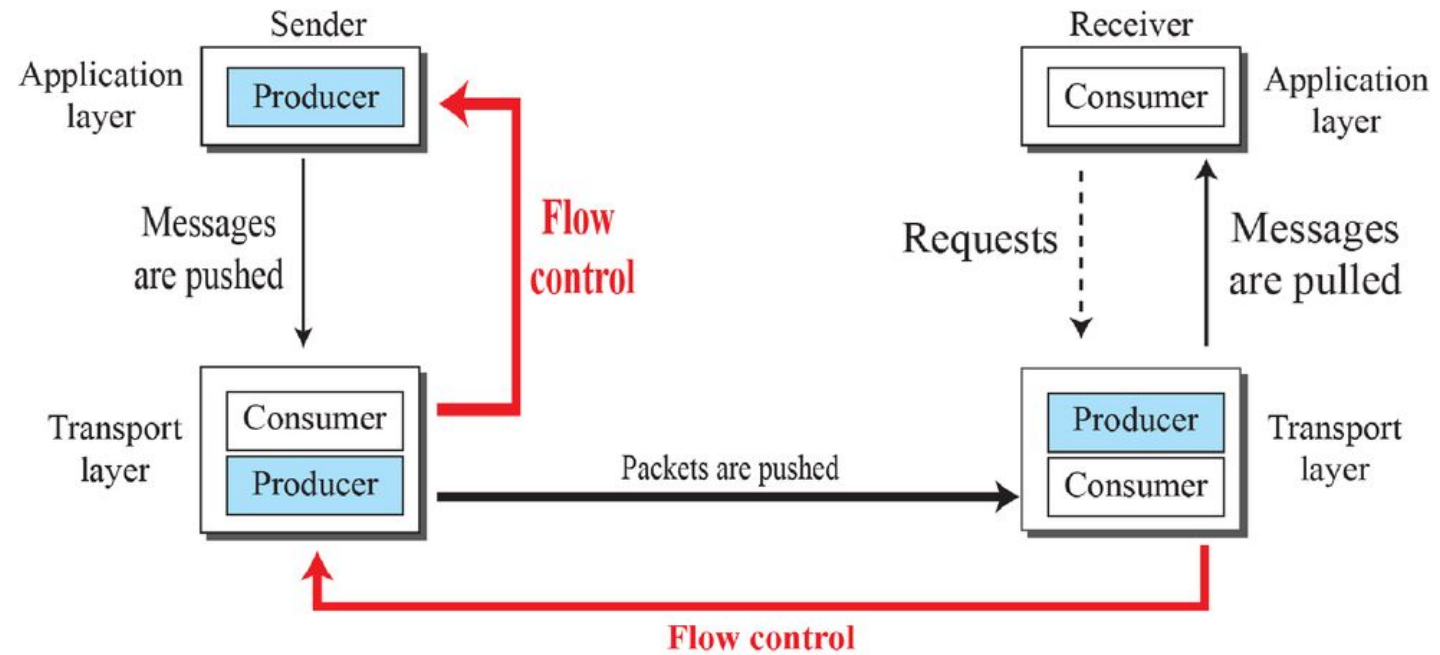 Sender
Application
layer
Producer
Messages
are pushed
Flow
control
Transport
layer
Consumer
Producer
Packets are pushed
Receiver
Consumer
Application
layer
Requests
Messages
are pulled
Producer
Consumer
Transport
layer
Flow control